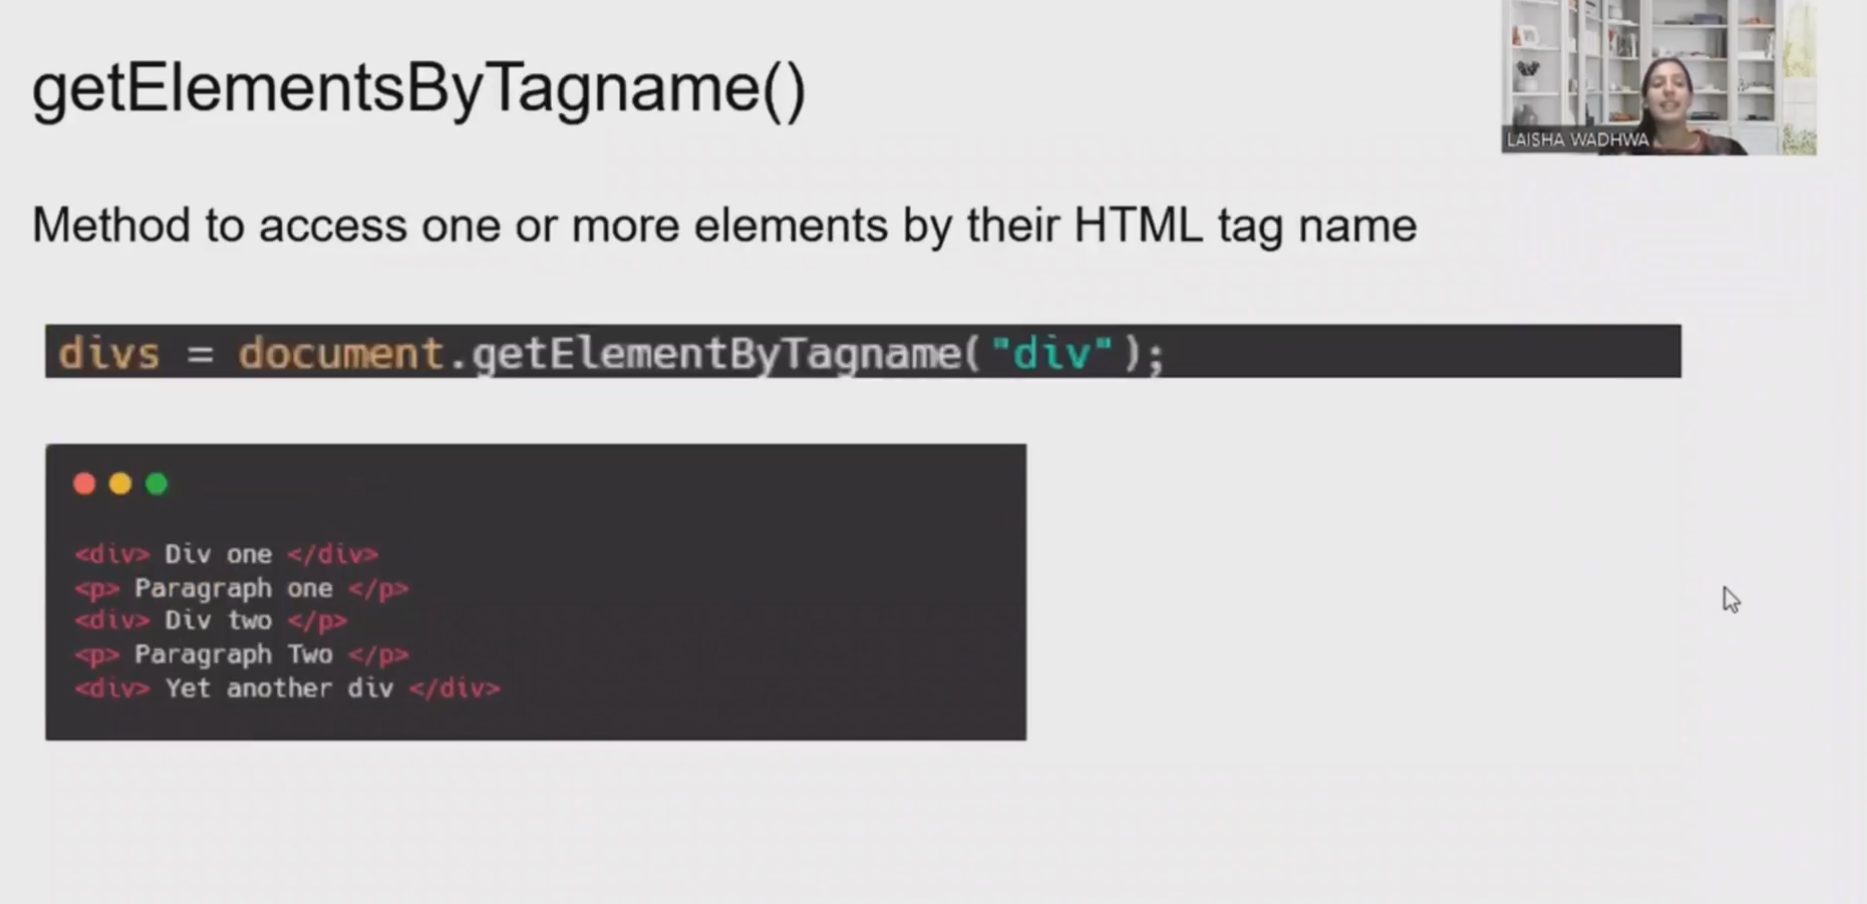 getElementsByTagname()
LAISHA WADHWA
Method to access one or more elements by their HTML tag name
divs = document.getElementByTagname("div");
<div> Div one </div>
<p> Paragraph one </p>
<div> Div two </p>
<p> Paragraph Two </p>
<div> Yet another div </div>